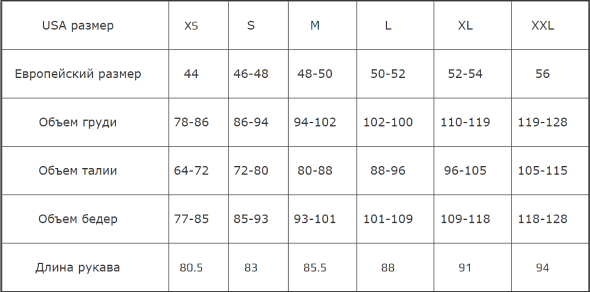 USA размер XS S M L XL XXL
Европейский размер 44 46-48 48-50 50-52 52-54 56
Объем груди 78-86 86-94 94-102 102-100 110-119 119-128
Объем талии 64-72 72-80 80-88 88-96 96-105 105-115
Объем бедер 77-85 85-93 93-101 101-109 109-118 118-128
Длина рукава 80.5 83 85.5 88 91 94